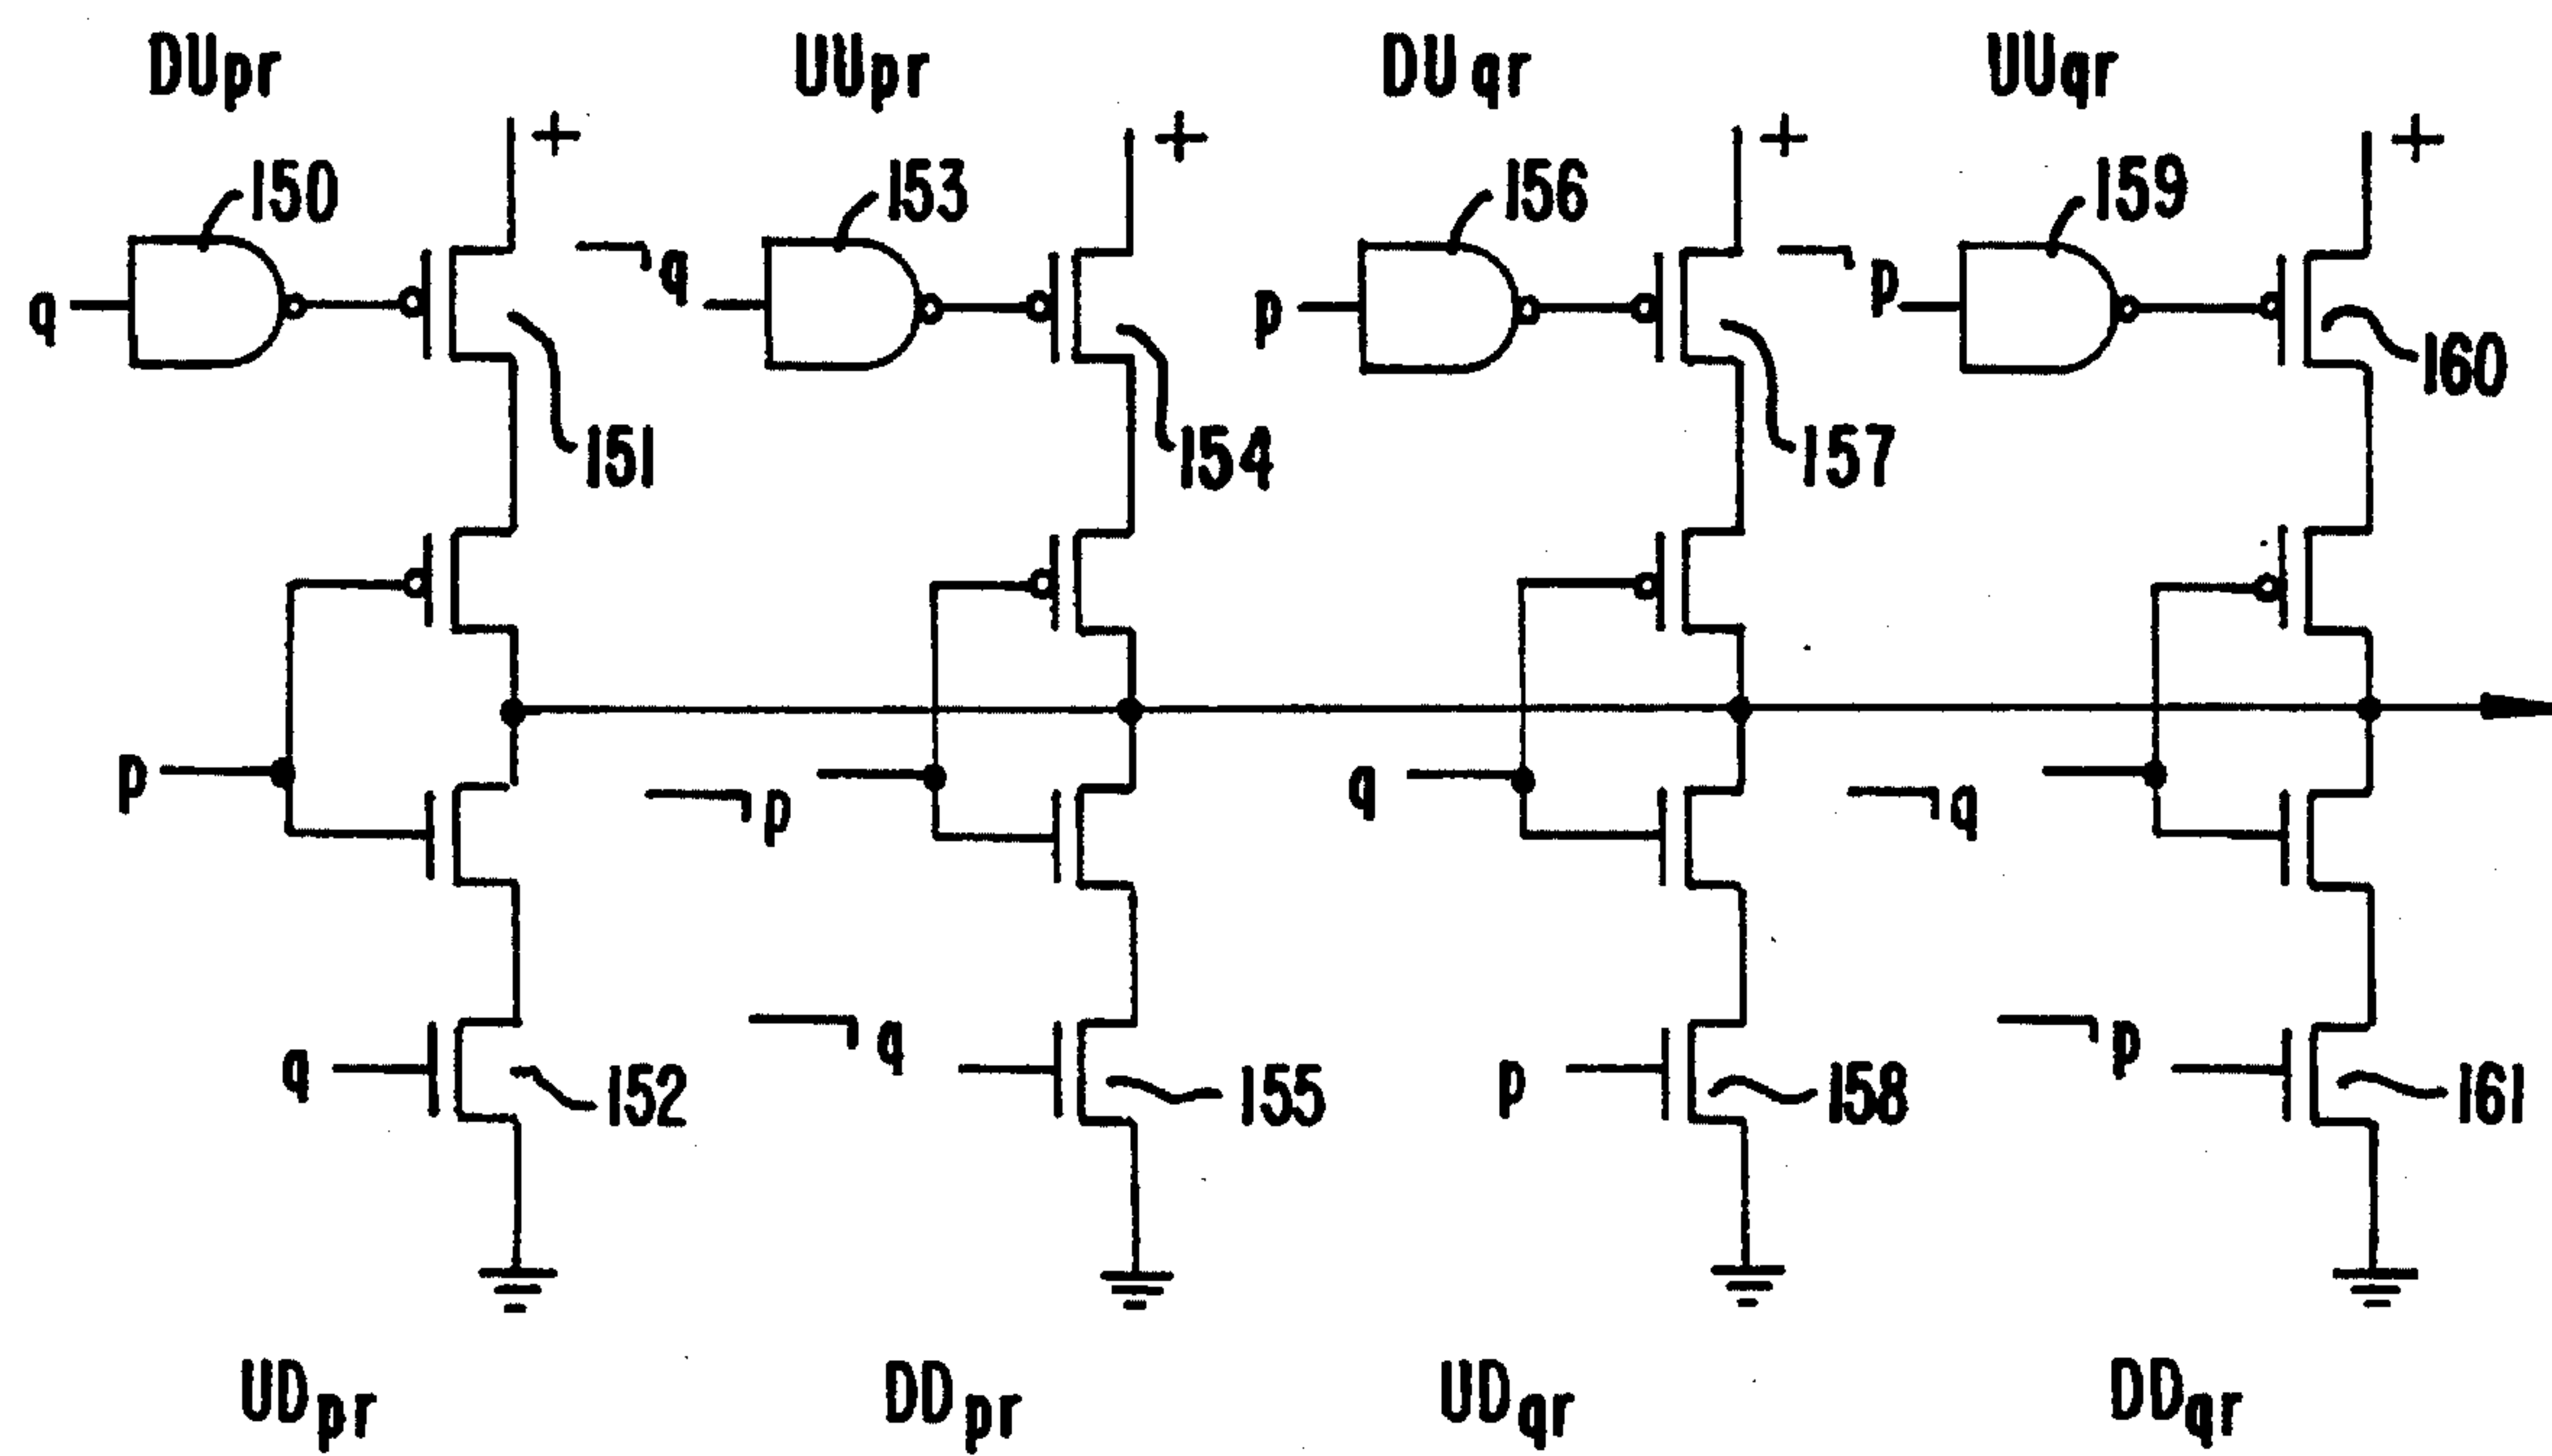 DUpr UUpr DUqr UUqr
+ + + +
150 153 156 159
q ¬q p ¬p
151 154 157 160
p ¬p q ¬q
q ¬q p ¬p
152 155 158 161
UDpr DDpr UDqr DDqr